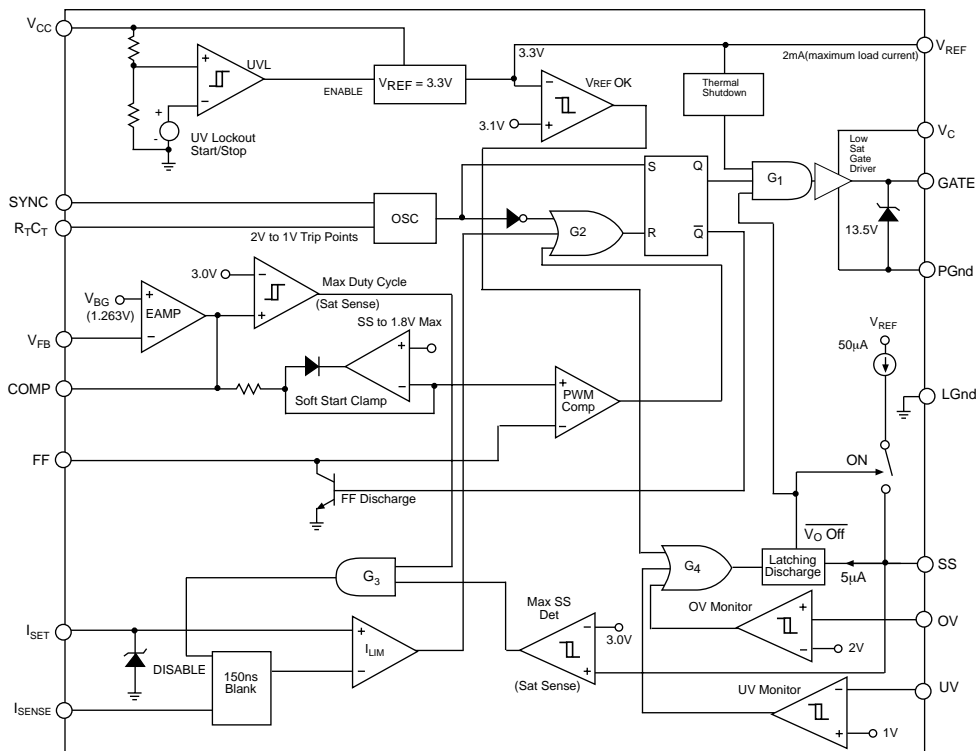 VCC
VREF
3.3V
2mA(maximum load current)
UVL
VREF OK
Thermal
Shutdown
+
−
ENABLE
VREF = 3.3V
−
+
3.1V
+
-
UV Lockout
Start/Stop
VC
Low
Sat
Gate
Driver
S
Q
G1
GATE
SYNC
OSC
RTCT
2V to 1V Trip Points
G2
R
Q
13.5V
PGnd
3.0V
−
+
Max Duty Cycle
(Sat Sense)
VBG
(1.263V)
+
EAMP
−
VFB
SS to 1.8V Max
+
−
VREF
50µA
COMP
Soft Start Clamp
+
PWM
Comp
−
LGnd
FF
ON
FF Discharge
VO Off
G3
G4
Latching
Discharge
5µA
SS
Max SS
Det
OV Monitor
+
−
OV
ISET
+
ILIM
−
−
+
3.0V
2V
DISABLE
150ns
Blank
(Sat Sense)
UV Monitor
−
+
UV
ISENSE
1V